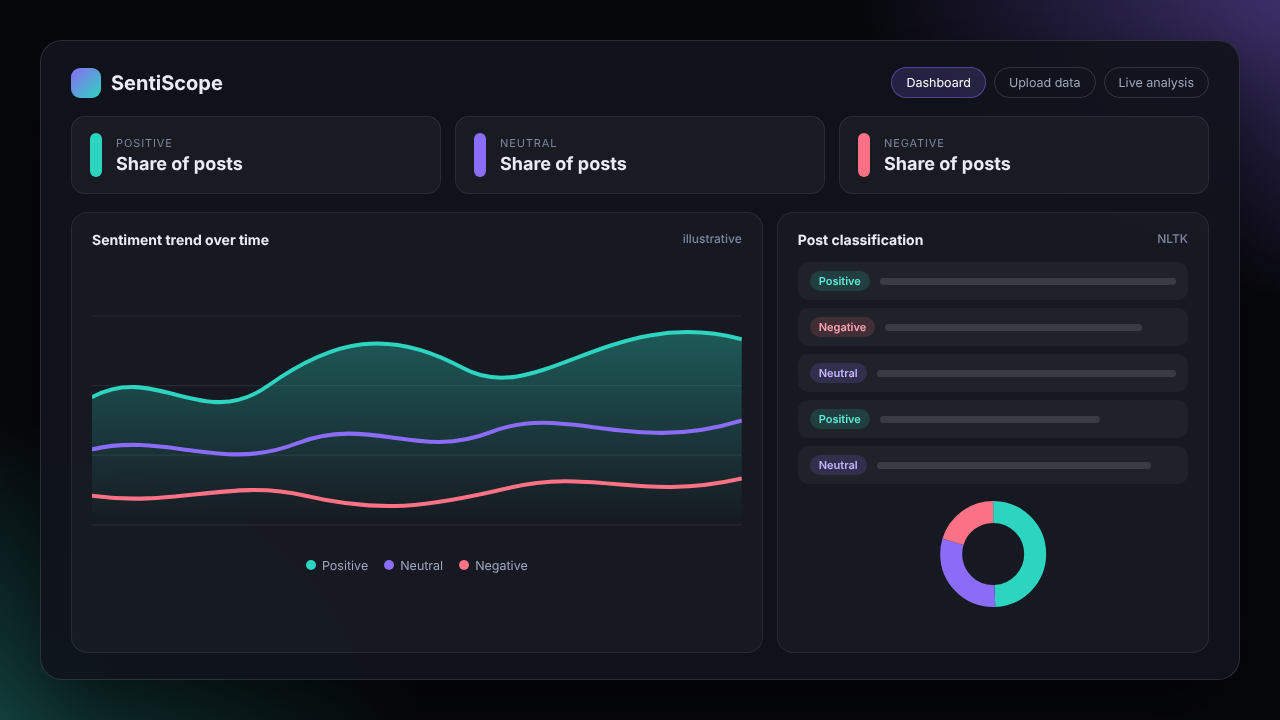 SentiScope
Dashboard
Upload data
Live analysis
POSITIVE
Share of posts
NEUTRAL
Share of posts
NEGATIVE
Share of posts
Sentiment trend over time
illustrative
Positive
Neutral
Negative
Post classification
NLTK
Positive
Negative
Neutral
Positive
Neutral